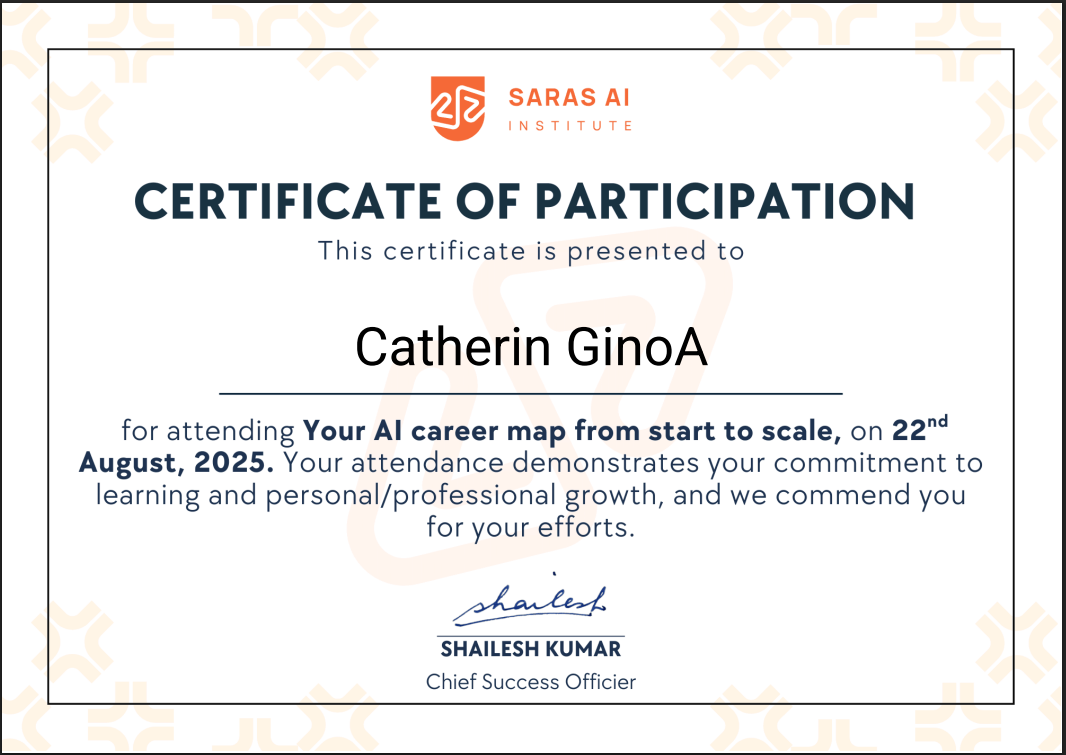 SARAS AI
INSTITUTE
CERTIFICATE OF PARTICIPATION
This certificate is presented to
Catherin GinoA
for attending Your AI career map from start to scale, on 22nd
August, 2025. Your attendance demonstrates your commitment to
learning and personal/professional growth, and we commend you
for your efforts.
shailesh
SHAILESH KUMAR
Chief Success Officier